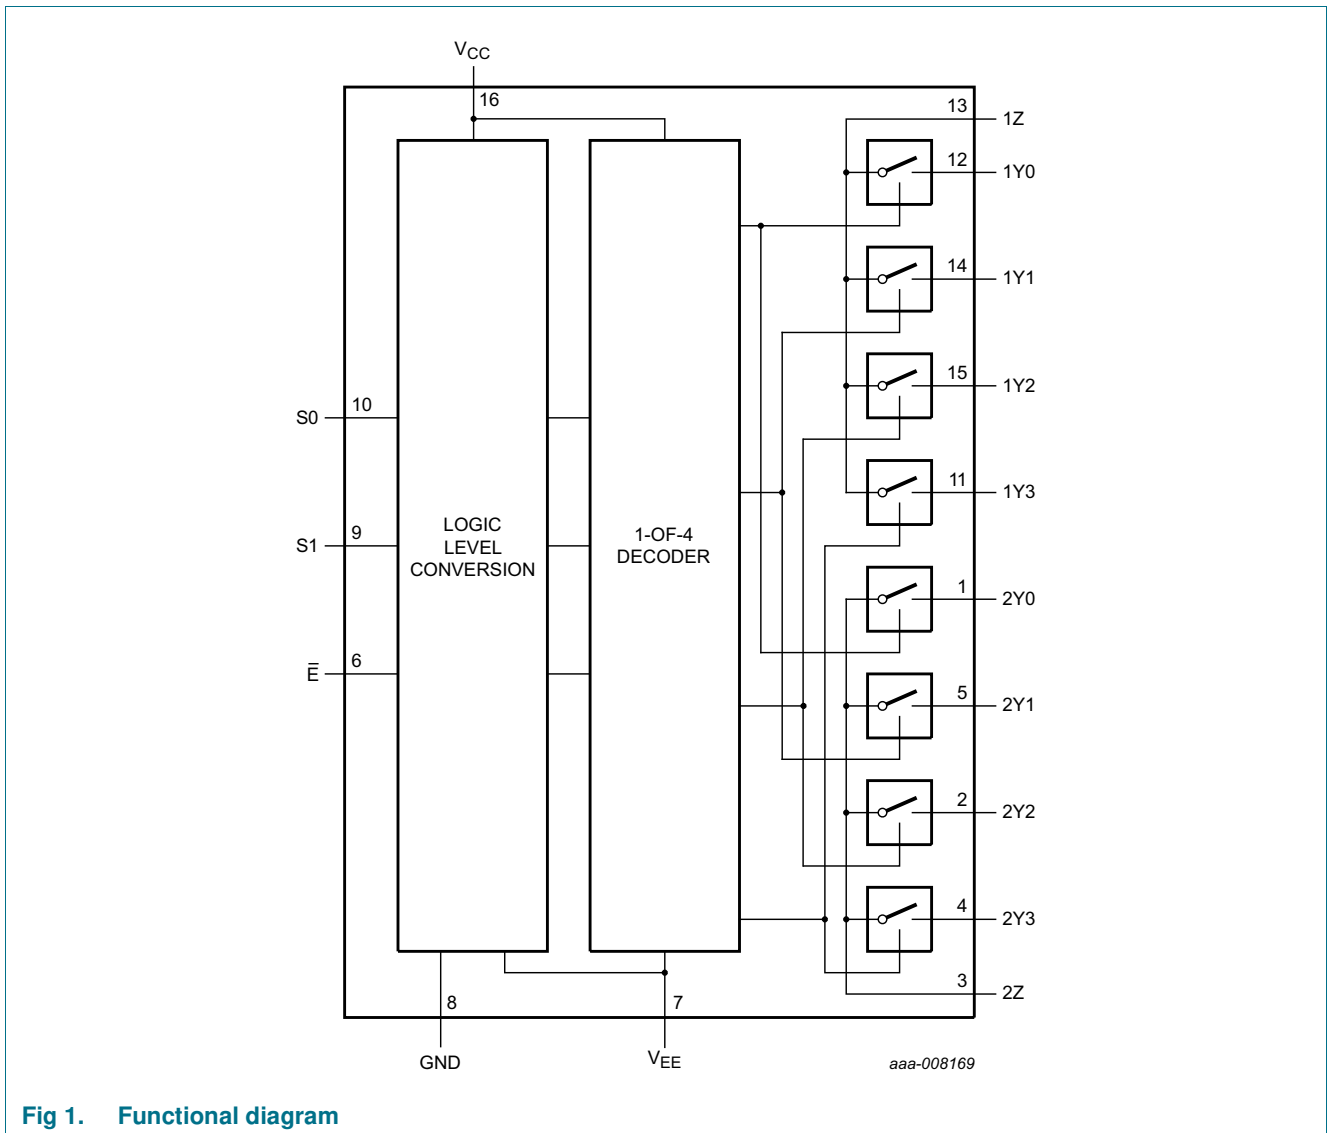 VCC
16
13
1Z
12
1Y0
14
1Y1
15
1Y2
S0
10
11
1Y3
LOGIC
LEVEL
CONVERSION
1-OF-4
DECODER
S1
9
1
2Y0
E̅
6
5
2Y1
2
2Y2
4
2Y3
3
2Z
8
7
GND
VEE
aaa-008169
Fig 1. Functional diagram